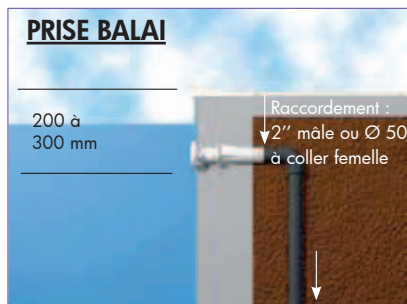 PRISE BALAI
200 à
300 mm
Raccordement :
2’’ mâle ou Ø 50
à coller femelle